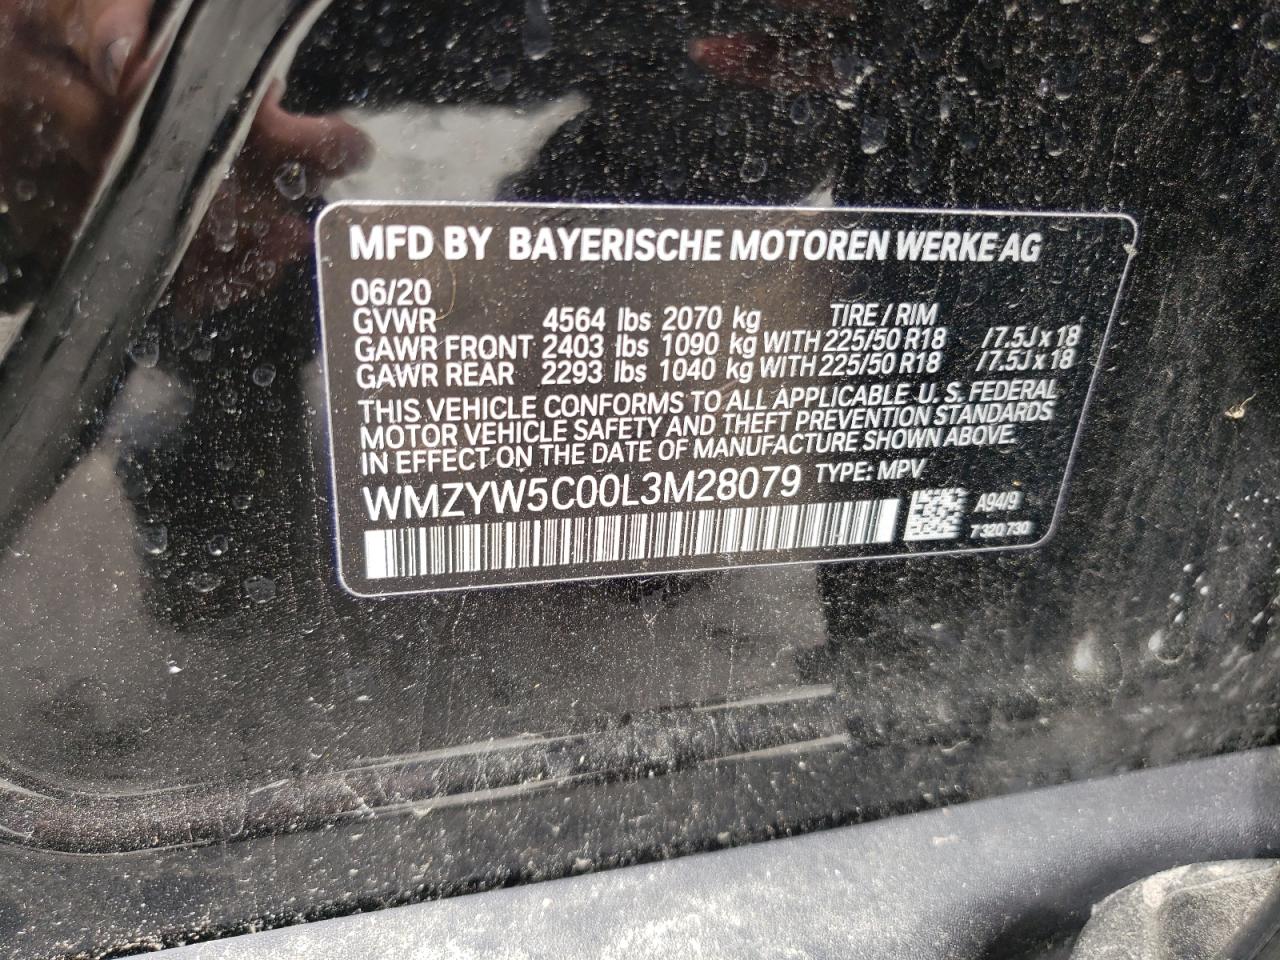 MFD BY BAYERISCHE MOTOREN WERKE AG
06/20
GVWR 4564 lbs 2070 kg TIRE / RIM
GAWR FRONT 2403 lbs 1090 kg WITH 225/50 R18 /7.5J x 18
GAWR REAR 2293 lbs 1040 kg WITH 225/50 R18 /7.5J x 18
THIS VEHICLE CONFORMS TO ALL APPLICABLE U.S. FEDERAL
MOTOR VEHICLE SAFETY AND THEFT PREVENTION STANDARDS
IN EFFECT ON THE DATE OF MANUFACTURE SHOWN ABOVE.
WMZYW5C00L3M28079 TYPE: MPV
A94/9
7 320 730